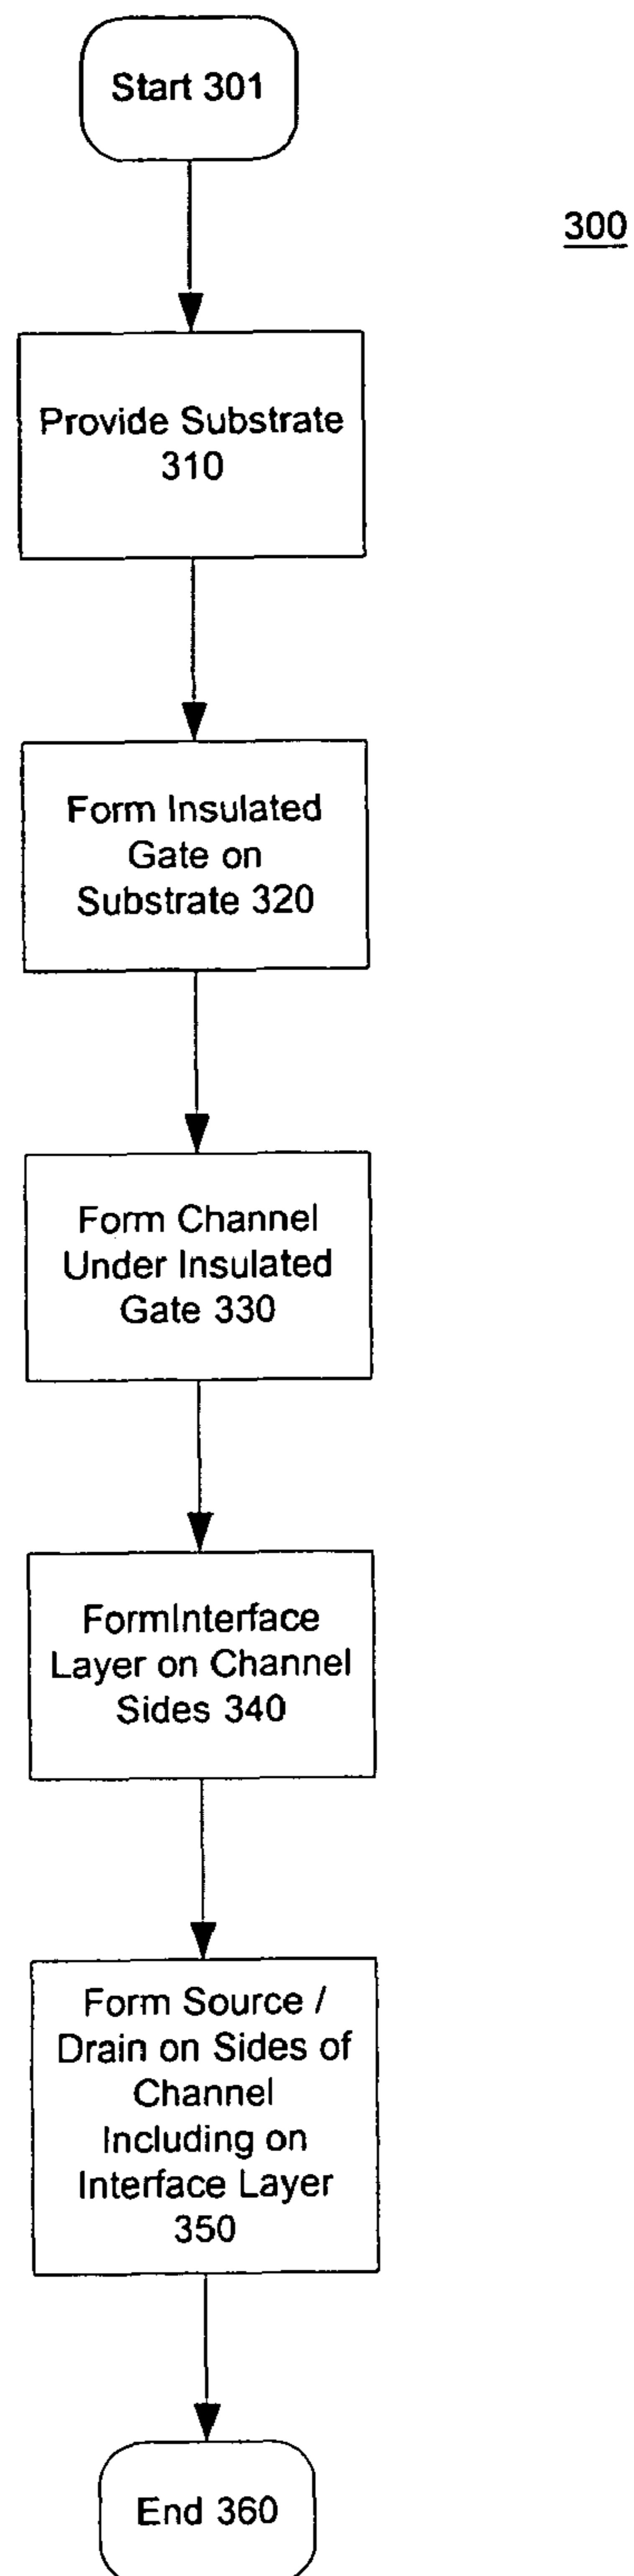 Start 301
300
Provide Substrate
310
Form Insulated
Gate on
Substrate 320
Form Channel
Under Insulated
Gate 330
FormInterface
Layer on Channel
Sides 340
Form Source /
Drain on Sides of
Channel
Including on
Interface Layer
350
End 360